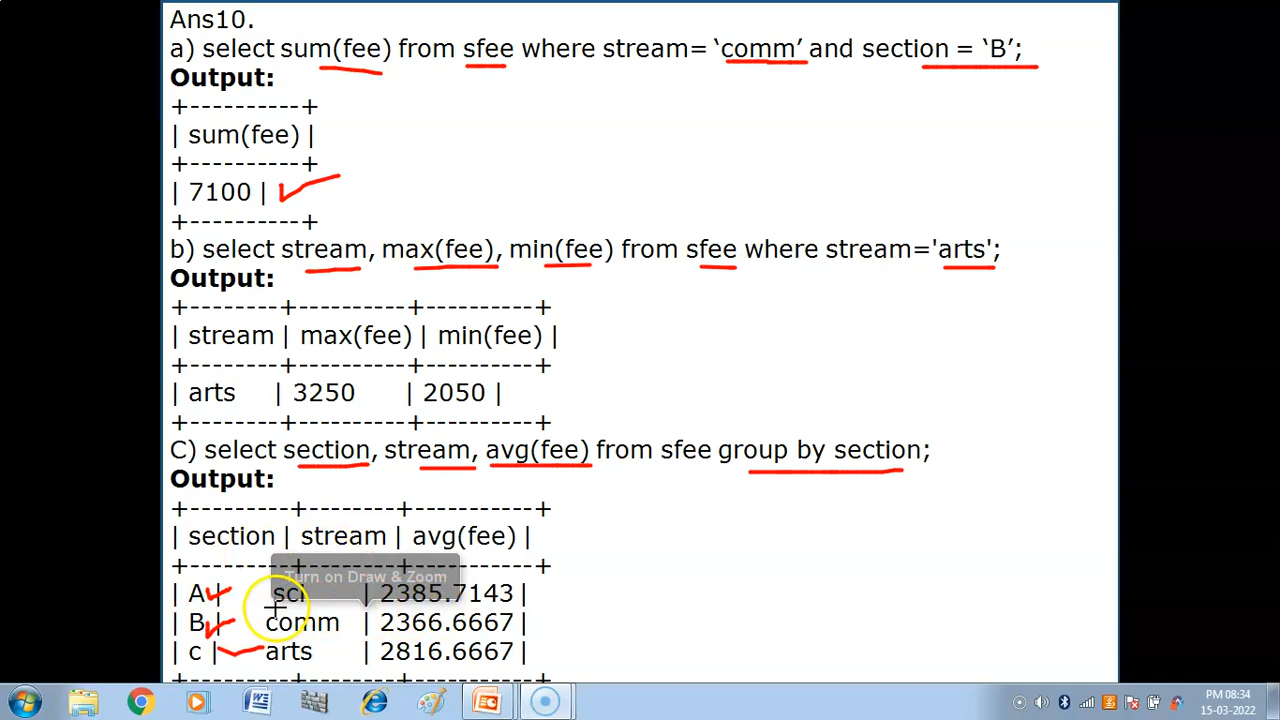 Ans10.
a) select sum(fee) from sfee where stream= ‘comm’ and section = ‘B’;
Output:
+----------+
| sum(fee) |
+----------+
| 7100 |
+----------+
b) select stream, max(fee), min(fee) from sfee where stream='arts';
Output:
+--------+----------+----------+
| stream | max(fee) | min(fee) |
+--------+----------+----------+
| arts | 3250 | 2050 |
+--------+----------+----------+
C) select section, stream, avg(fee) from sfee group by section;
Output:
+---------+--------+-----------+
| section | stream | avg(fee) |
+---------+--------+-----------+
Turn on Draw & Zoom
| A | sci | 2385.7143 |
| B | comm | 2366.6667 |
| c | arts | 2816.6667 |
+---------+--------+-----------+
PM 08:34
15-03-2022